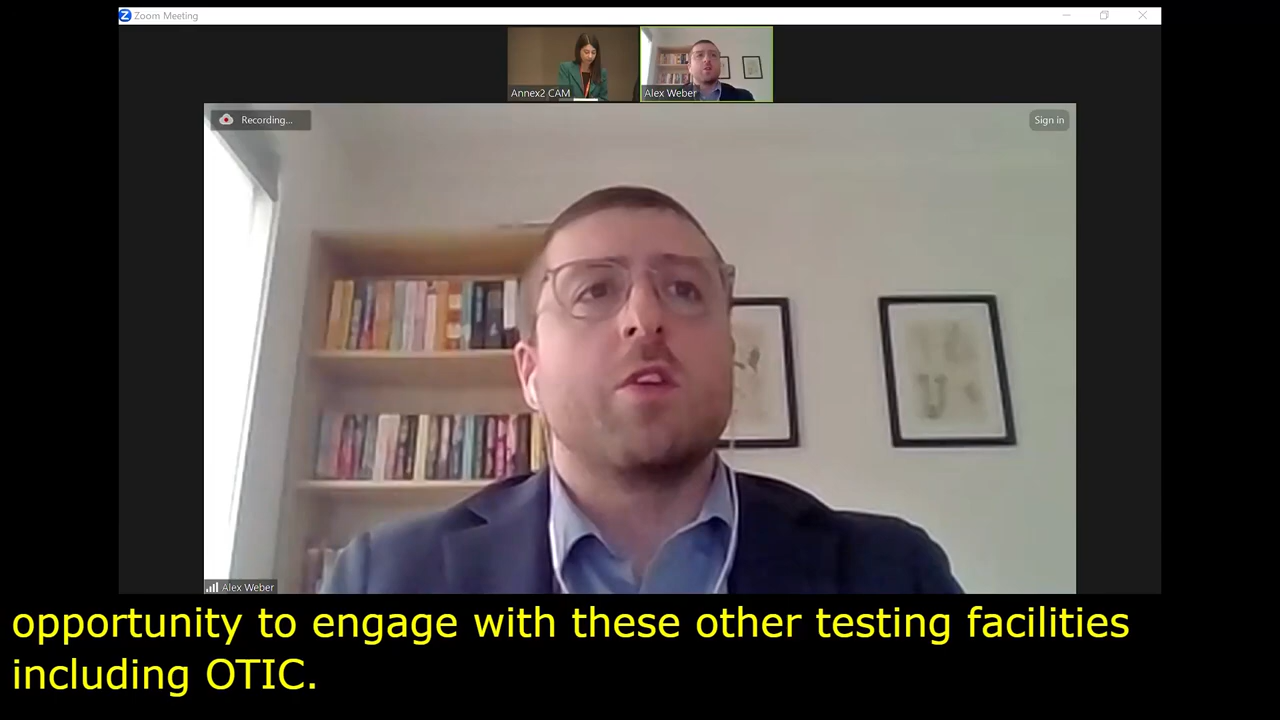 Zoom Meeting
Annex2 CAM
Alex Weber
Recording...
Sign in
Alex Weber
opportunity to engage with these other testing facilities
including OTIC.